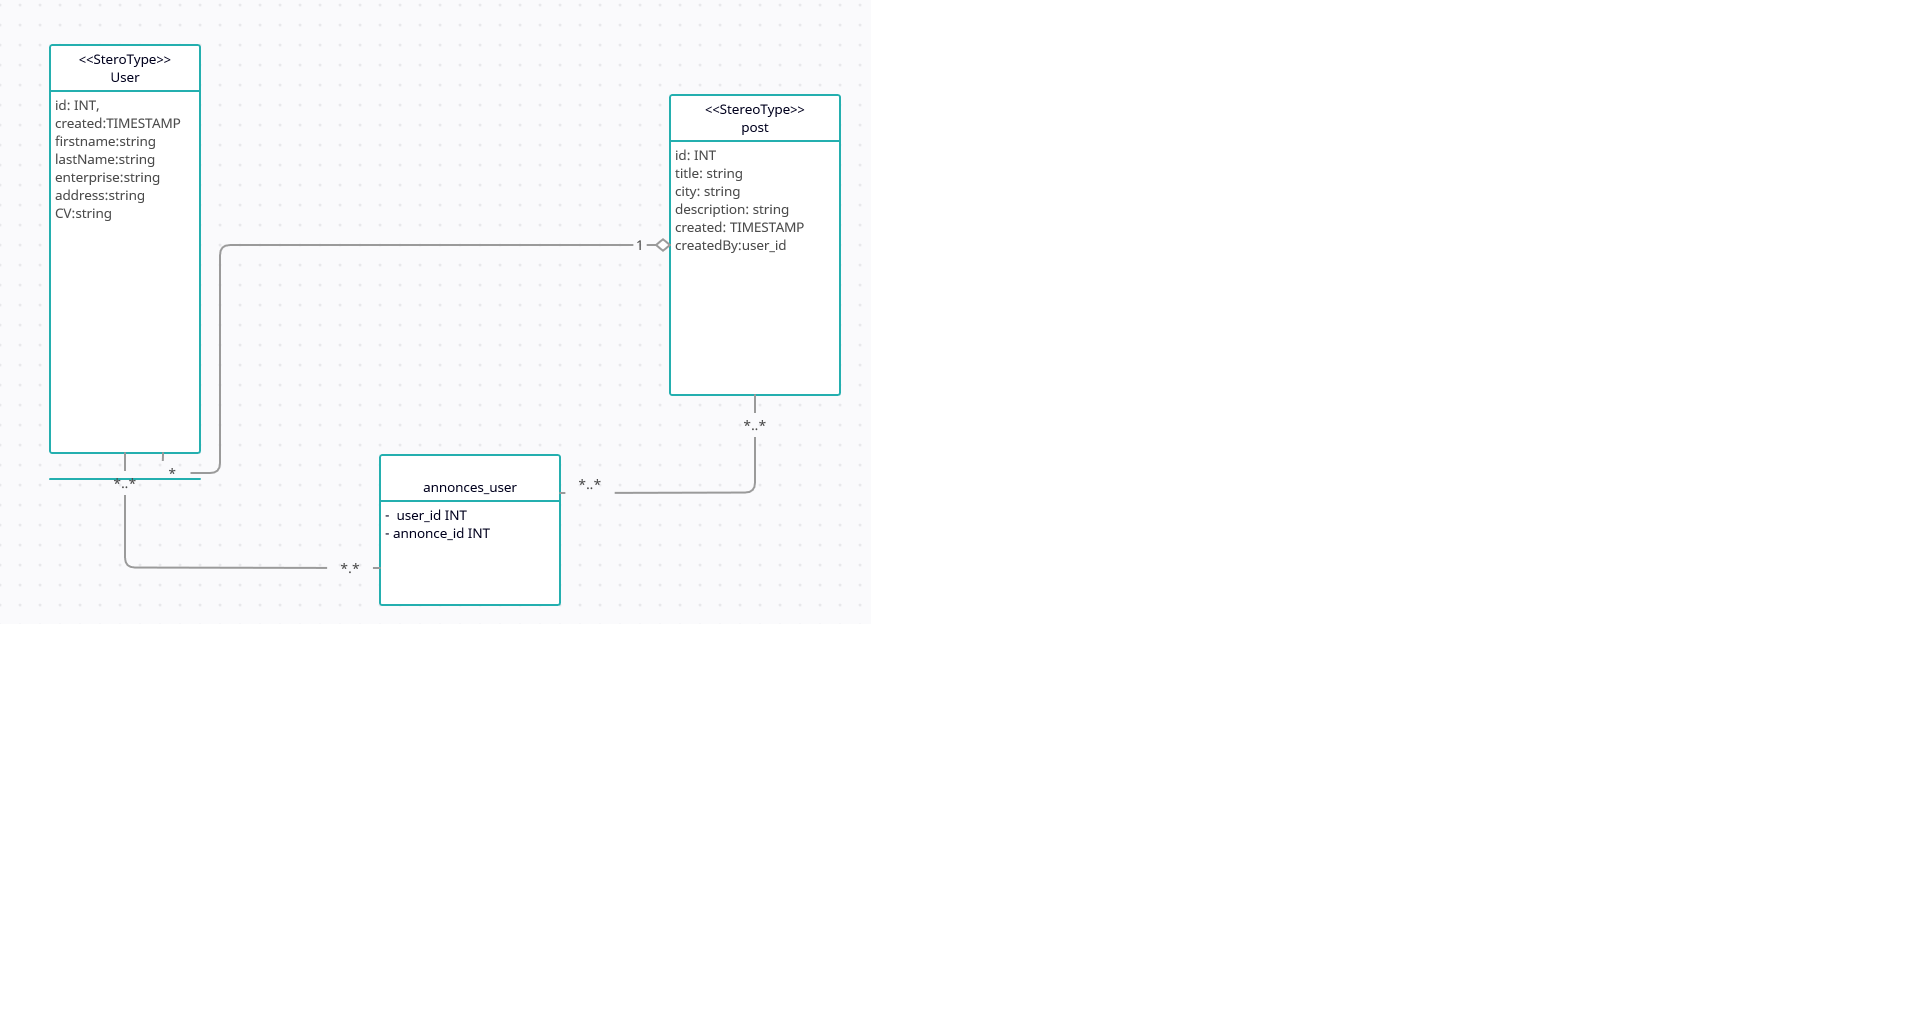 <<SteroType>>
User
id: INT,
created:TIMESTAMP
firstname:string
lastName:string
enterprise:string
address:string
CV:string
<<StereoType>>
post
id: INT
title: string
city: string
description: string
created: TIMESTAMP
createdBy:user_id
1
*
*..*
*..*
annonces_user
- user_id INT
- annonce_id INT
*..*
*.*